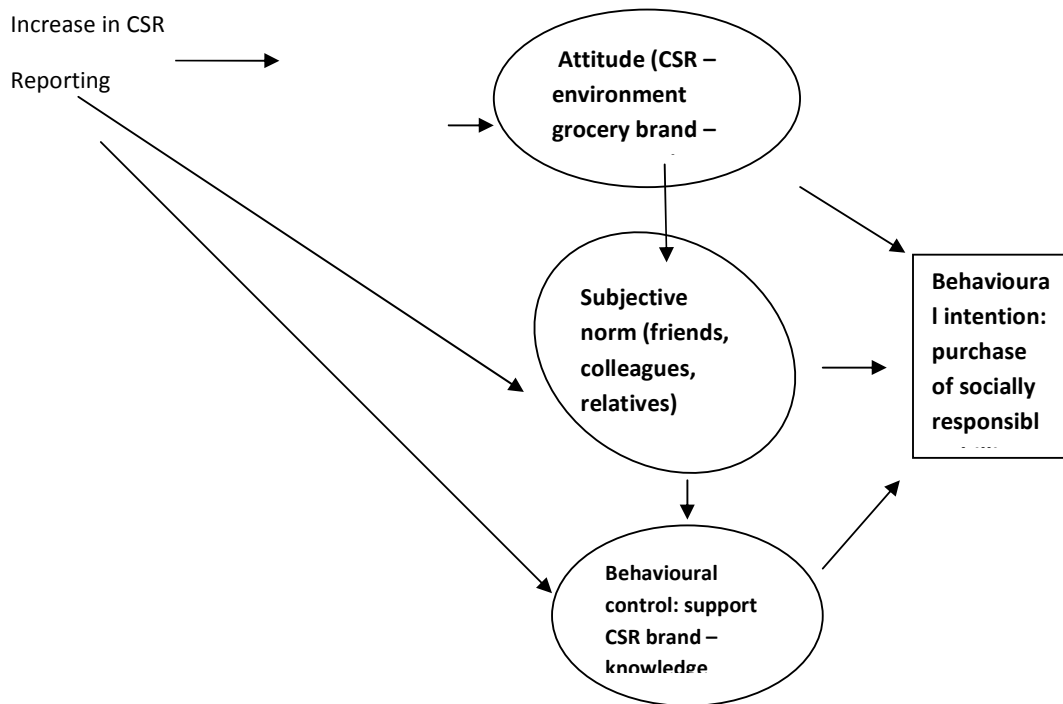 Increase in CSR
Reporting
Attitude (CSR –
environment
grocery brand –
Subjective
norm (friends,
colleagues,
relatives)
Behavioura
l intention:
purchase
of socially
responsibl
Behavioural
control: support
CSR brand –
knowledge